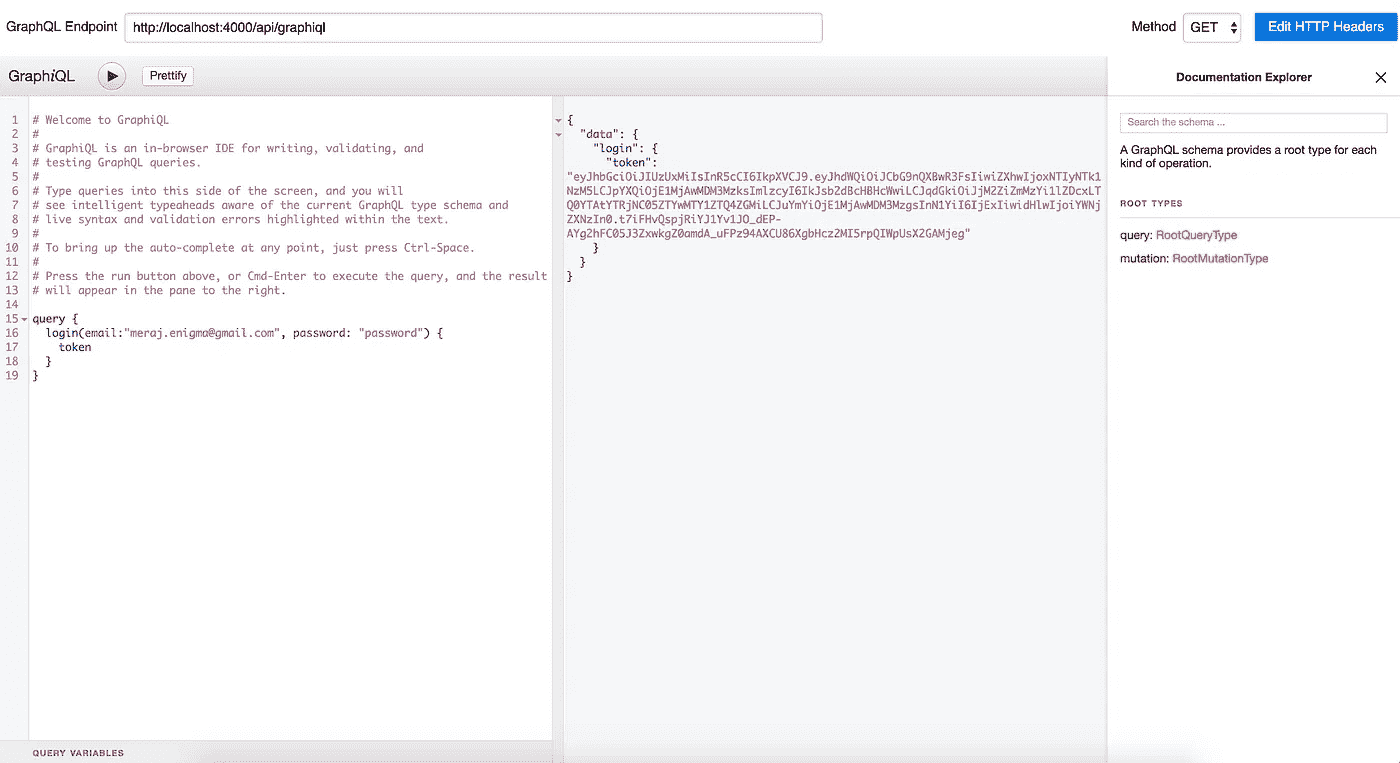 GraphQL Endpoint http://localhost:4000/api/graphiql Method GET Edit HTTP Headers
GraphiQL Prettify
1 # Welcome to GraphiQL
2 #
3 # GraphiQL is an in-browser IDE for writing, validating, and
4 # testing GraphQL queries.
5 #
6 # Type queries into this side of the screen, and you will
7 # see intelligent typeaheads aware of the current GraphQL type schema and
8 # live syntax and validation errors highlighted within the text.
9 #
10 # To bring up the auto-complete at any point, just press Ctrl-Space.
11 #
12 # Press the run button above, or Cmd-Enter to execute the query, and the result
13 # will appear in the pane to the right.
14
15 query {
16 login(email:"meraj.enigma@gmail.com", password: "password") {
17 token
18 }
19 }
QUERY VARIABLES
{
"data": {
"login": {
"token":
"eyJhbGciOiJIUzUxMiIsInR5cCI6IkpXVCJ9.eyJhdWQiOiJCbG9nQXBwR3FsIiwiZXhwIjoxNTIyNTk1
NzM5LCJpYXQiOjE1MjAwMDM3MzksImlzcyI6IkJsb2dBcHBHcWwiLCJqdGkiOiJjM2ZiZmMzYi1lZDcxLT
Q0YTAtYTRjNC05ZTYwMTY1ZTQ4ZGMiLCJuYmYiOjE1MjAwMDM3MzgsInN1YiI6IjExIiwidHlwIjoiYWNj
ZXNzIn0.t7iFHvQspjRiYJ1Yv1JO_dEP-
AYg2hFC05J3ZxwkgZ0amdA_uFPz94AXCU86XgbHcz2MI5rpQIWpUsX2GAMjeg"
}
}
}
Documentation Explorer
Search the schema ...
A GraphQL schema provides a root type for each
kind of operation.
ROOT TYPES
query: RootQueryType
mutation: RootMutationType